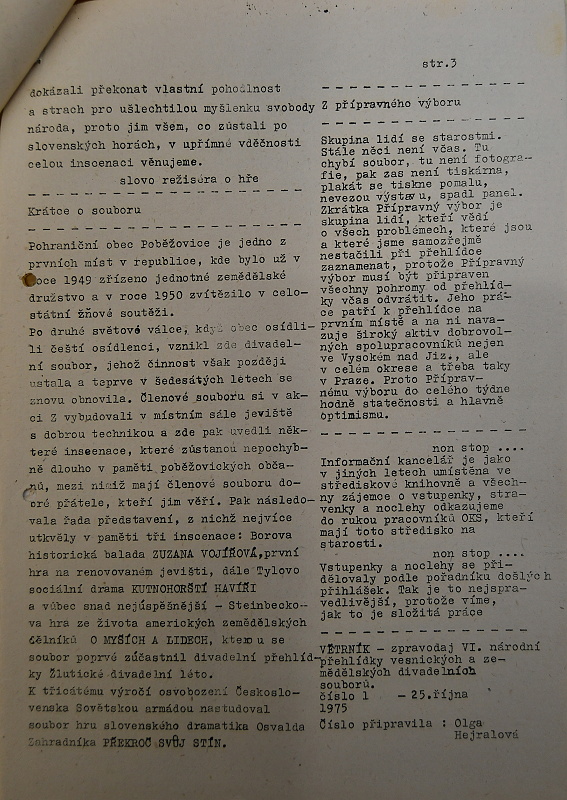 str.3
dokázali překonat vlastní pohodlnost
a strach pro ušlechtilou myšlenku svobody
národa, proto jim všem, co zůstali po
slovenských horách, v upřímné vděčnosti
celou inscenaci věnujeme.
slovo režiséra o hře
Krátce o souboru
Pohraniční obec Poběžovice je jedno z
prvních míst v republice, kde bylo už v
roce 1949 zřízeno jednotné zemědělské
družstvo a v roce 1950 zvítězilo v celo-
státní žňové soutěži.
Po druhé světové válce, když obec osídli-
li čeští osídlenci, vznikl zde divadel-
ní soubor, jehož činnost však později
ustala a teprve v šedesátých letech se
znovu obnovila. Členové souboru si v ak-
ci Z vybudovali v místním sále jeviště
s dobrou technikou a zde pak uvedli něk-
teré inscenace, které zůstanou nepochyb-
ně dlouho v paměti poběžovických obča-
nů, mezi nimiž mají členové souboru do-
bré přátele, kteří jim věří. Pak následo-
vala řada představení, z nichž nejvíce
utkvěly v paměti tři inscenace: Borova
historická balada ZUZANA VOJÍŘOVÁ,první
hra na renovovaném jevišti, dále Tylovo
sociální drama KUTNOHORŠTÍ HAVÍŘI
a vůbec snad nejúspěšnější - Steinbecko-
va hra ze života amerických zemědělských
dělníků O MYŠÍCH A LIDECH, kterou se
soubor poprvé zúčastnil divadelní přehlíd-
ky Žlutické divadelní léto.
K třicátému výročí osvobození Českoslo-
venska Sovětskou armádou nastudoval
soubor hru slovenského dramatika Osvalda
Zahradníka PŘEKROČ SVŮJ STÍN.
Z přípravného výboru
Skupina lidí se starostmi.
Stále něci není včas. Tu
chybí soubor, tu není fotogra-
fie, pak zas není tiskárna,
plakát se tiskne pomalu,
nevezou výstavu, spadl panel.
Zkrátka Přípravný výbor je
skupina lidí, kteří vědí
o všech problémech, které jsou
a které jsme samozřejmě
nestačili při přehlídce
zaznamenat, protože Přípravný
výbor musí být připraven
všechny pohromy od přehlíd-
ky včas odvrátit. Jeho prá-
ce patří k přehlídce na
prvním místě a na ni nava-
zuje široký aktiv dobrovol-
ných spolupracovníků nejen
ve Vysokém nad Jiz., ale
v celém okrese a třeba taky
v Praze. Proto Příprav-
nému výboru do celého týdne
hodně statečnosti a hlavně
optimismu.
non stop ....
Informační kancelář je jako
v jiných letech umístěna ve
střediskové knihovně a všech-
ny zájemce o vstupenky, stra-
venky a noclehy odkazujeme
do rukou pracovníků OKS, kteří
mají toto středisko na
starosti.
non stop ....
Vstupenky a noclehy se při-
dělovaly podle pořadníku došlých
přihlášek. Tak je to nejspra-
vedlivější, protože víme,
jak to je složitá práce
VĚTRNÍK - zpravodaj VI. národní
přehlídky vesnických a ze-
mědělských divadelních
souborů.
číslo 1 - 25.října
1975
Číslo připravila : Olga
Hejralová